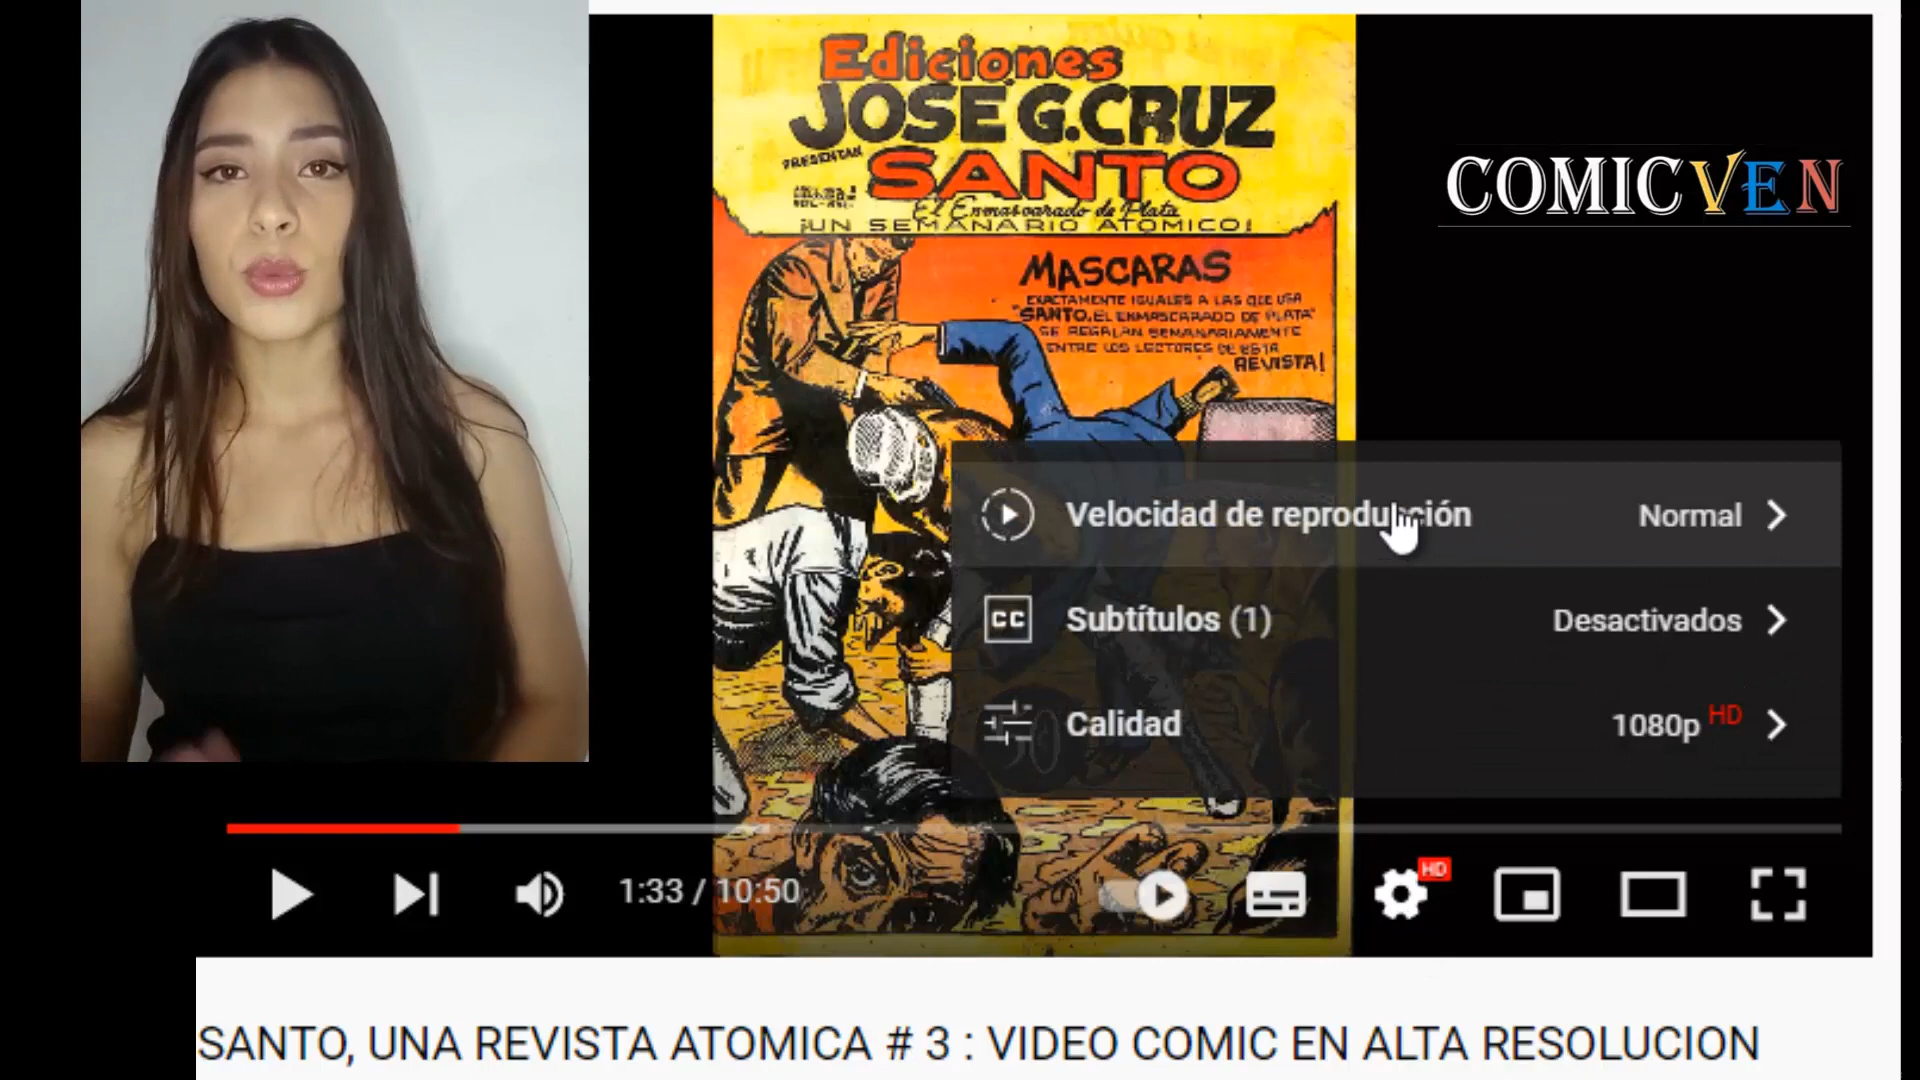 Ediciones
JOSE G. CRUZ
PRESENTAN
SANTO
El Enmascarado de Plata
¡UN SEMANARIO ATOMICO!
COMICVEN
MASCARAS
EXACTAMENTE IGUALES A LAS QUE USA
"SANTO, EL ENMASCARADO DE PLATA"
SE REGALAN SEMANARIAMENTE
ENTRE LOS LECTORES DE ESTA
REVISTA!
Velocidad de reproducción Normal
CC Subtítulos (1) Desactivados
Calidad 1080p HD
1:33 / 10:50
HD
SANTO, UNA REVISTA ATOMICA # 3 : VIDEO COMIC EN ALTA RESOLUCION